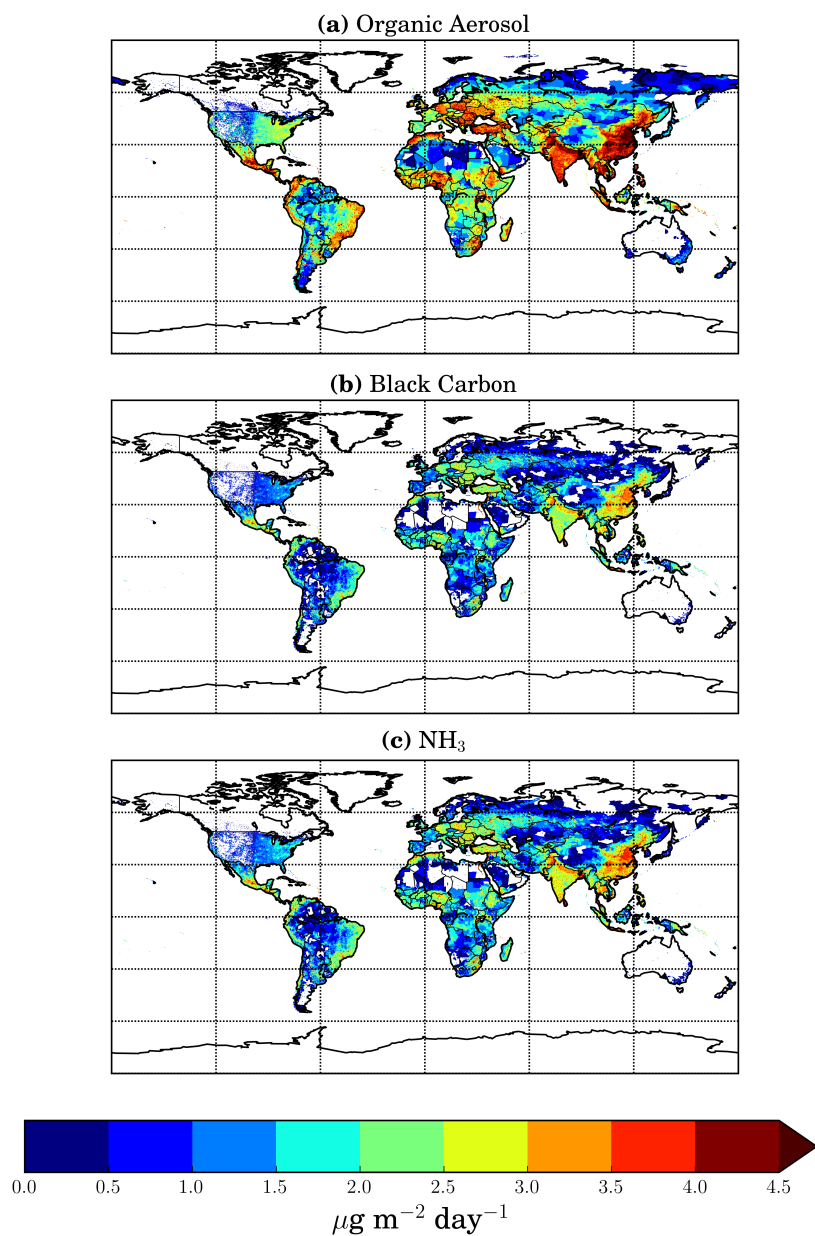 (a) Organic Aerosol
(b) Black Carbon
(c) NH₃
0.0 0.5 1.0 1.5 2.0 2.5 3.0 3.5 4.0 4.5
μg m⁻² day⁻¹